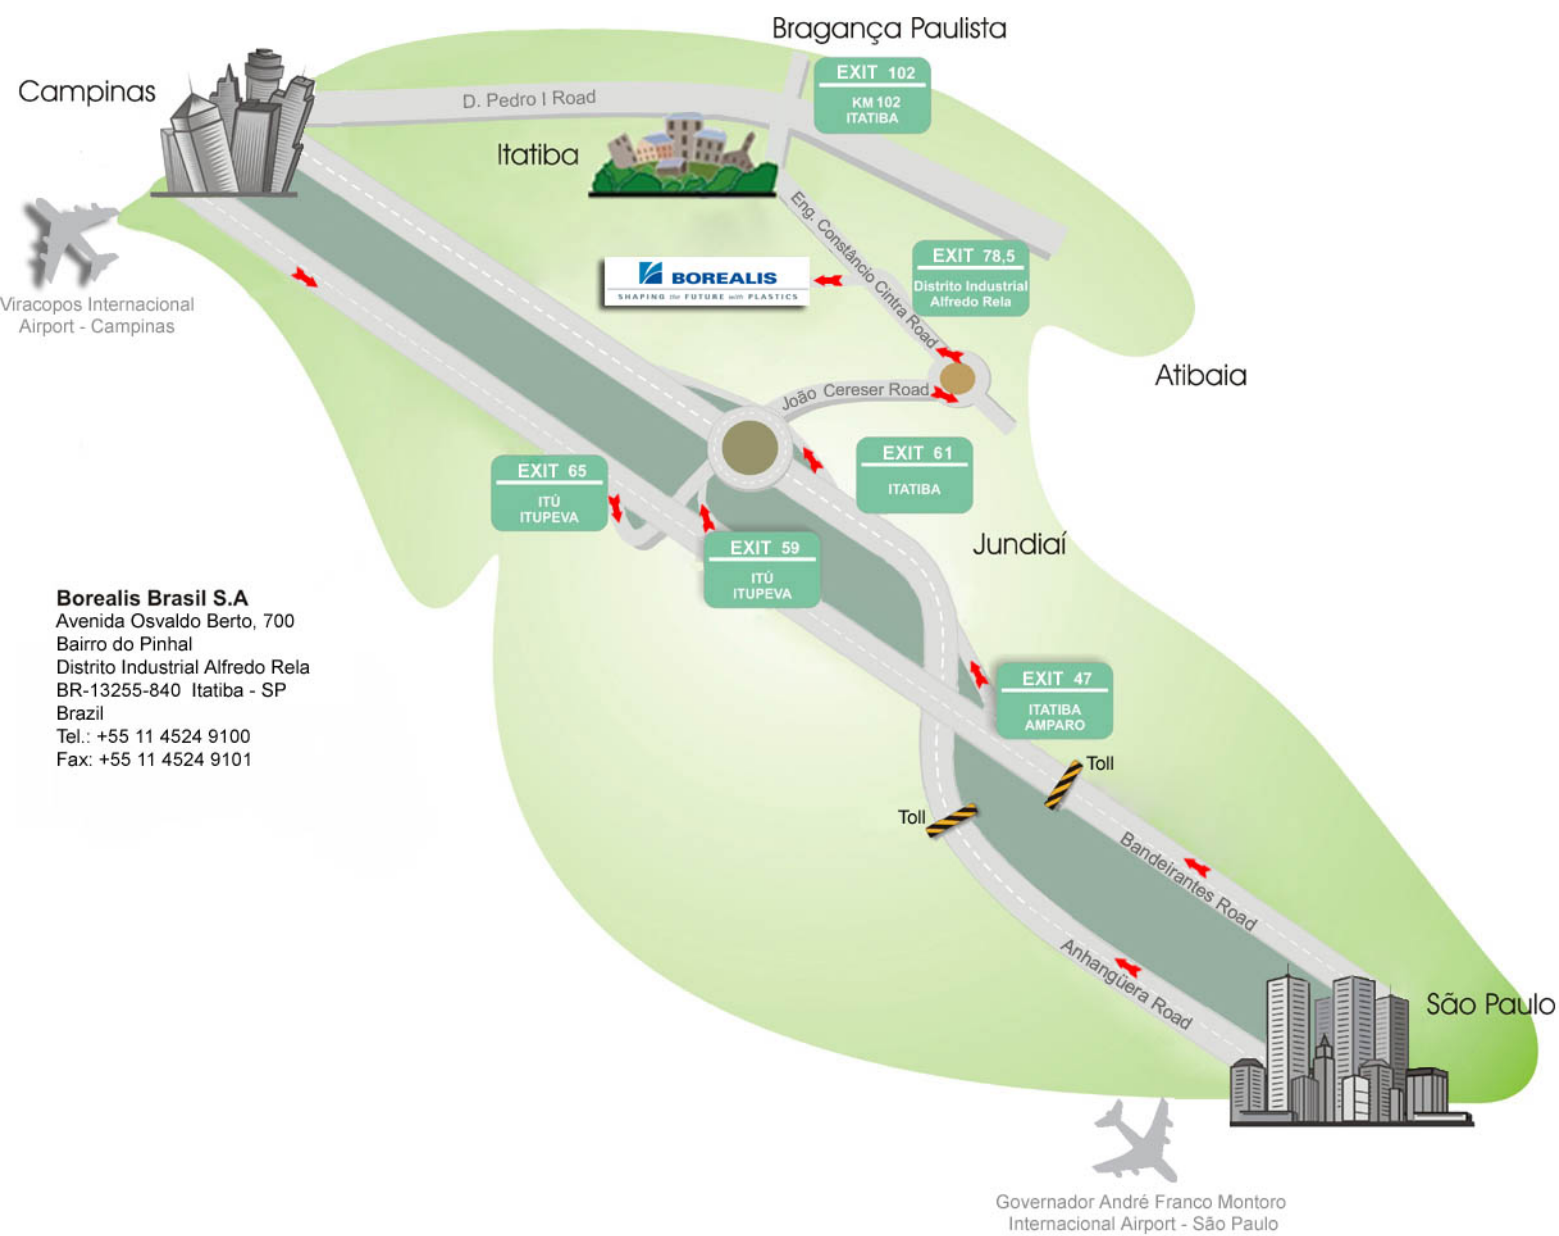 Bragança Paulista
Campinas
EXIT 102
KM 102
ITATIBA
D. Pedro I Road
Itatiba
Eng. Constâncio Cintra Road
EXIT 78,5
Distrito Industrial
Alfredo Rela
BOREALIS
SHAPING the FUTURE with PLASTICS
Viracopos Internacional
Airport - Campinas
Atibaia
João Cereser Road
EXIT 61
ITATIBA
EXIT 65
ITÚ
ITUPEVA
Jundiaí
EXIT 59
ITÚ
ITUPEVA
Borealis Brasil S.A
Avenida Osvaldo Berto, 700
Bairro do Pinhal
Distrito Industrial Alfredo Rela
BR-13255-840 Itatiba - SP
Brazil
Tel.: +55 11 4524 9100
Fax: +55 11 4524 9101
EXIT 47
ITATIBA
AMPARO
Toll
Toll
Bandeirantes Road
Anhangüera Road
São Paulo
Governador André Franco Montoro
Internacional Airport - São Paulo